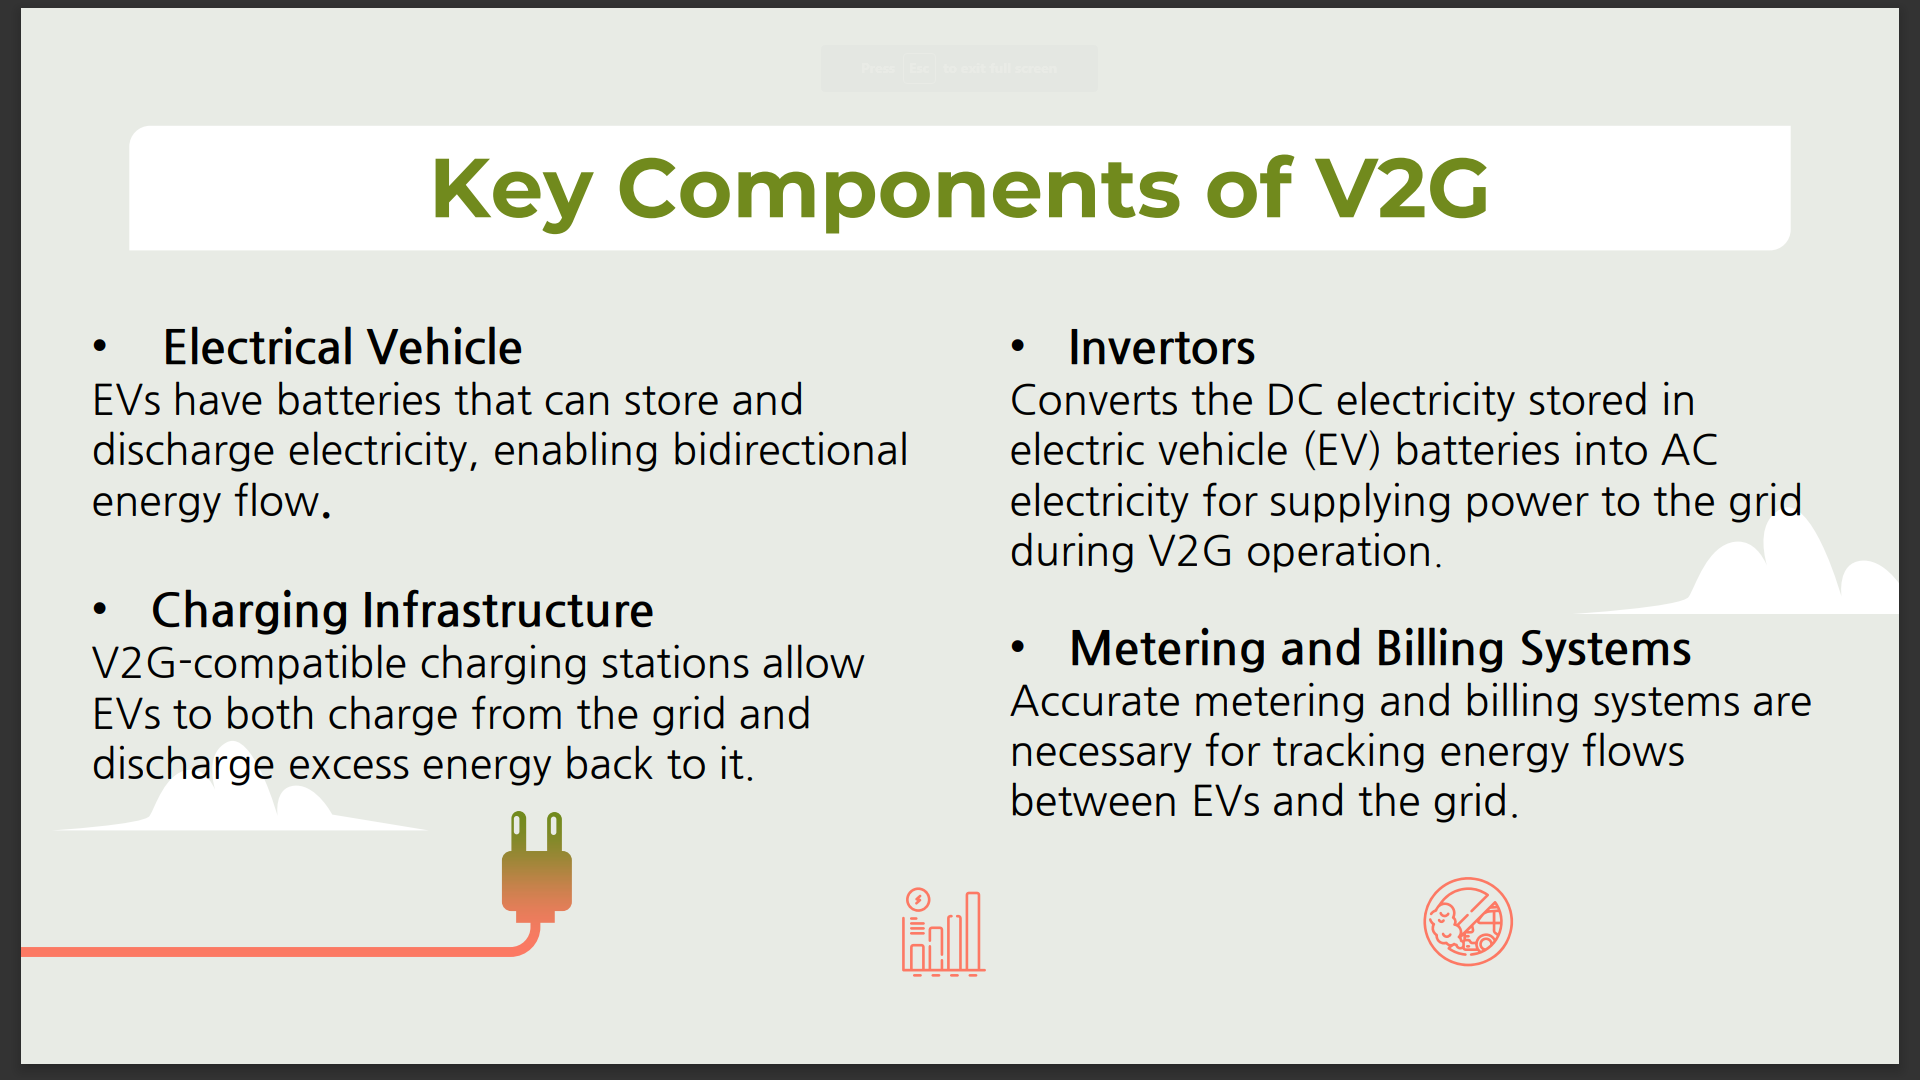 Press Esc to exit full screen
Key Components of V2G
• Electrical Vehicle
EVs have batteries that can store and
discharge electricity, enabling bidirectional
energy flow.
• Charging Infrastructure
V2G-compatible charging stations allow
EVs to both charge from the grid and
discharge excess energy back to it.
• Invertors
Converts the DC electricity stored in
electric vehicle (EV) batteries into AC
electricity for supplying power to the grid
during V2G operation.
• Metering and Billing Systems
Accurate metering and billing systems are
necessary for tracking energy flows
between EVs and the grid.